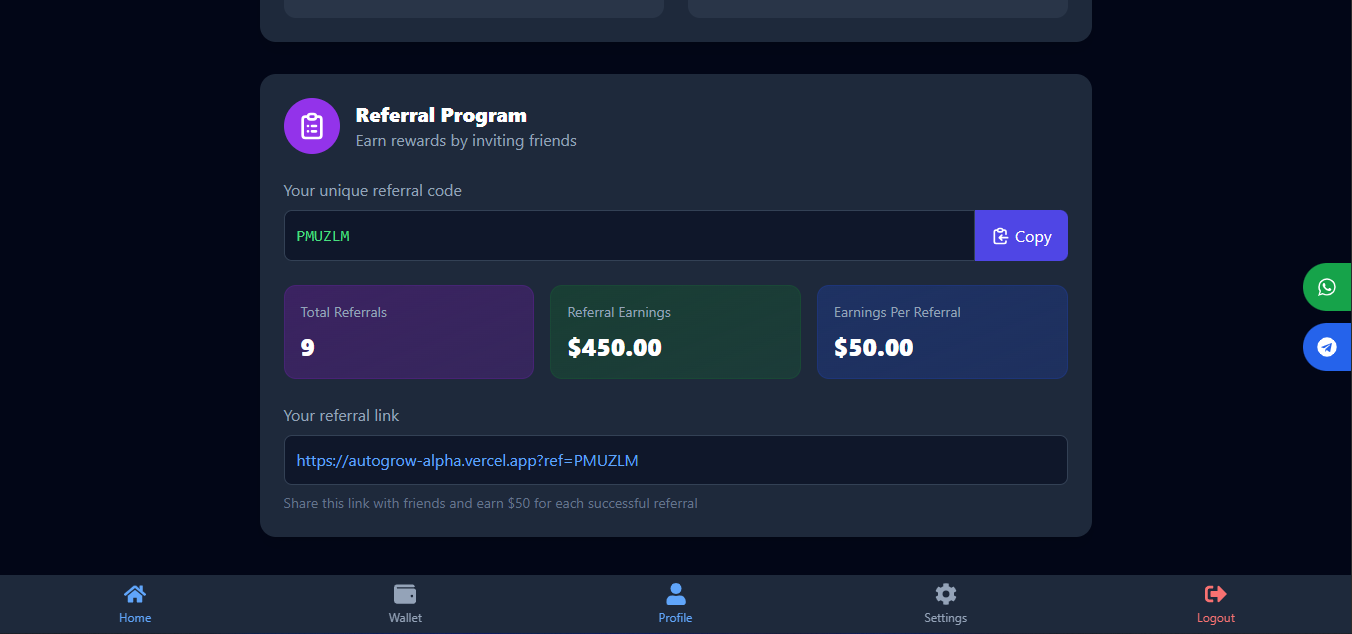 Referral Program
Earn rewards by inviting friends
Your unique referral code
PMUZLM
Copy
Total Referrals
9
Referral Earnings
$450.00
Earnings Per Referral
$50.00
Your referral link
https://autogrow-alpha.vercel.app?ref=PMUZLM
Share this link with friends and earn $50 for each successful referral
Home
Wallet
Profile
Settings
Logout